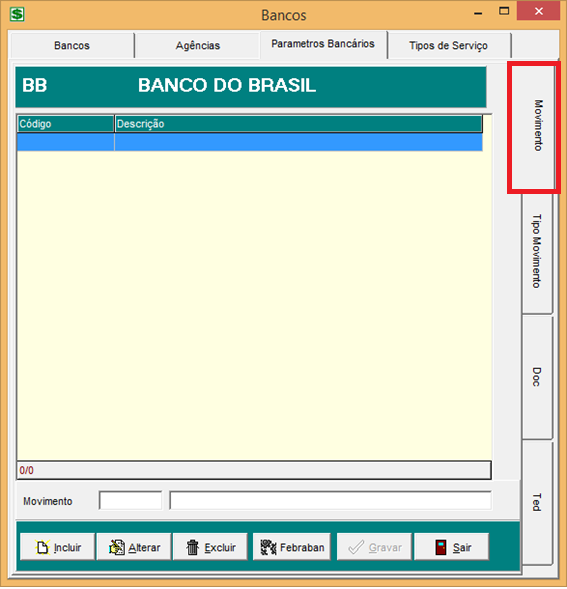 Bancos
Bancos Agências Parametros Bancários Tipos de Serviço
BB BANCO DO BRASIL
Código Descrição
0/0
Movimento
Incluir Alterar Excluir Febraban Gravar Sair
Movimento
Tipo Movimento
Doc
Ted